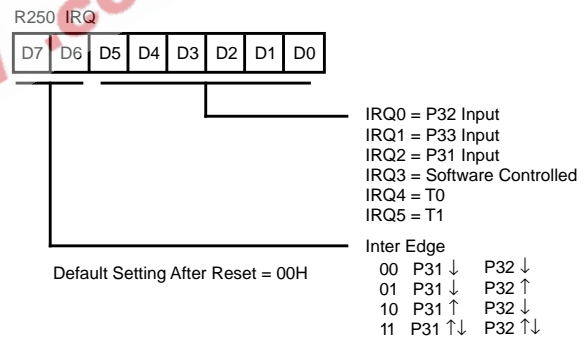 R250 IRQ
D7 D6 D5 D4 D3 D2 D1 D0
IRQ0 = P32 Input
IRQ1 = P33 Input
IRQ2 = P31 Input
IRQ3 = Software Controlled
IRQ4 = T0
IRQ5 = T1
Inter Edge
Default Setting After Reset = 00H
00 P31 ↓ P32 ↓
01 P31 ↓ P32 ↑
10 P31 ↑ P32 ↓
11 P31 ↑↓ P32 ↑↓